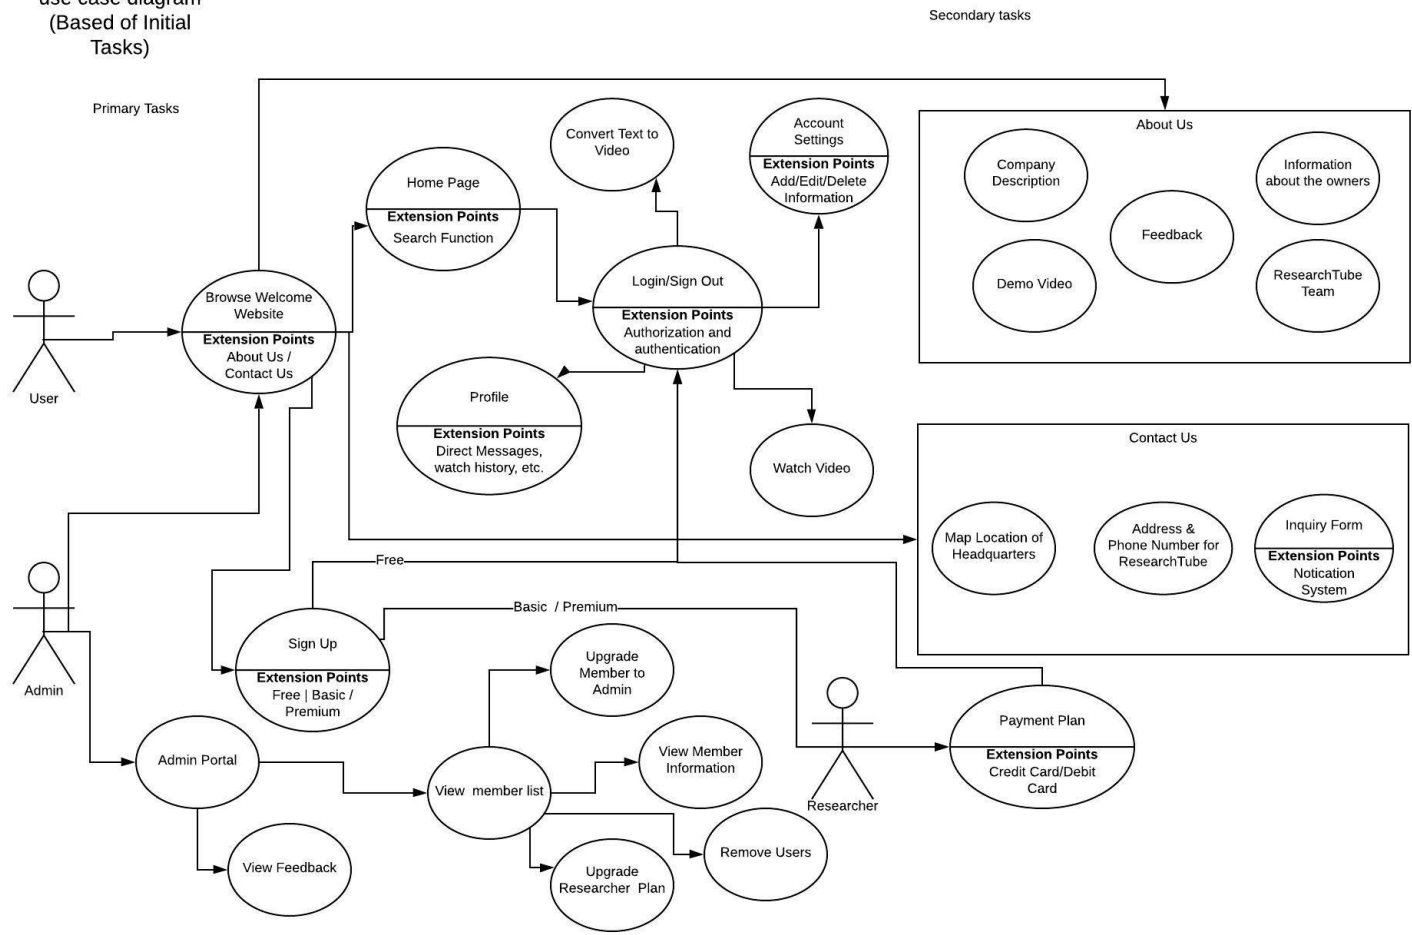 use case diagram
(Based of Initial
Tasks)
Secondary tasks
Primary Tasks
About Us
Company
Description
Information
about the owners
Feedback
Demo Video
ResearchTube
Team
Convert Text to
Video
Account
Settings
Extension Points
Add/Edit/Delete
Information
Home Page
Extension Points
Search Function
Login/Sign Out
Extension Points
Authorization and
authentication
Browse Welcome
Website
Extension Points
About Us /
Contact Us
User
Profile
Extension Points
Direct Messages,
watch history, etc.
Watch Video
Contact Us
Map Location of
Headquarters
Address &
Phone Number for
ResearchTube
Inquiry Form
Extension Points
Notication
System
Free
Basic / Premium
Admin
Sign Up
Extension Points
Free | Basic /
Premium
Upgrade
Member to
Admin
Payment Plan
Extension Points
Credit Card/Debit
Card
Admin Portal
View member list
View Member
Information
Researcher
View Feedback
Upgrade
Researcher Plan
Remove Users